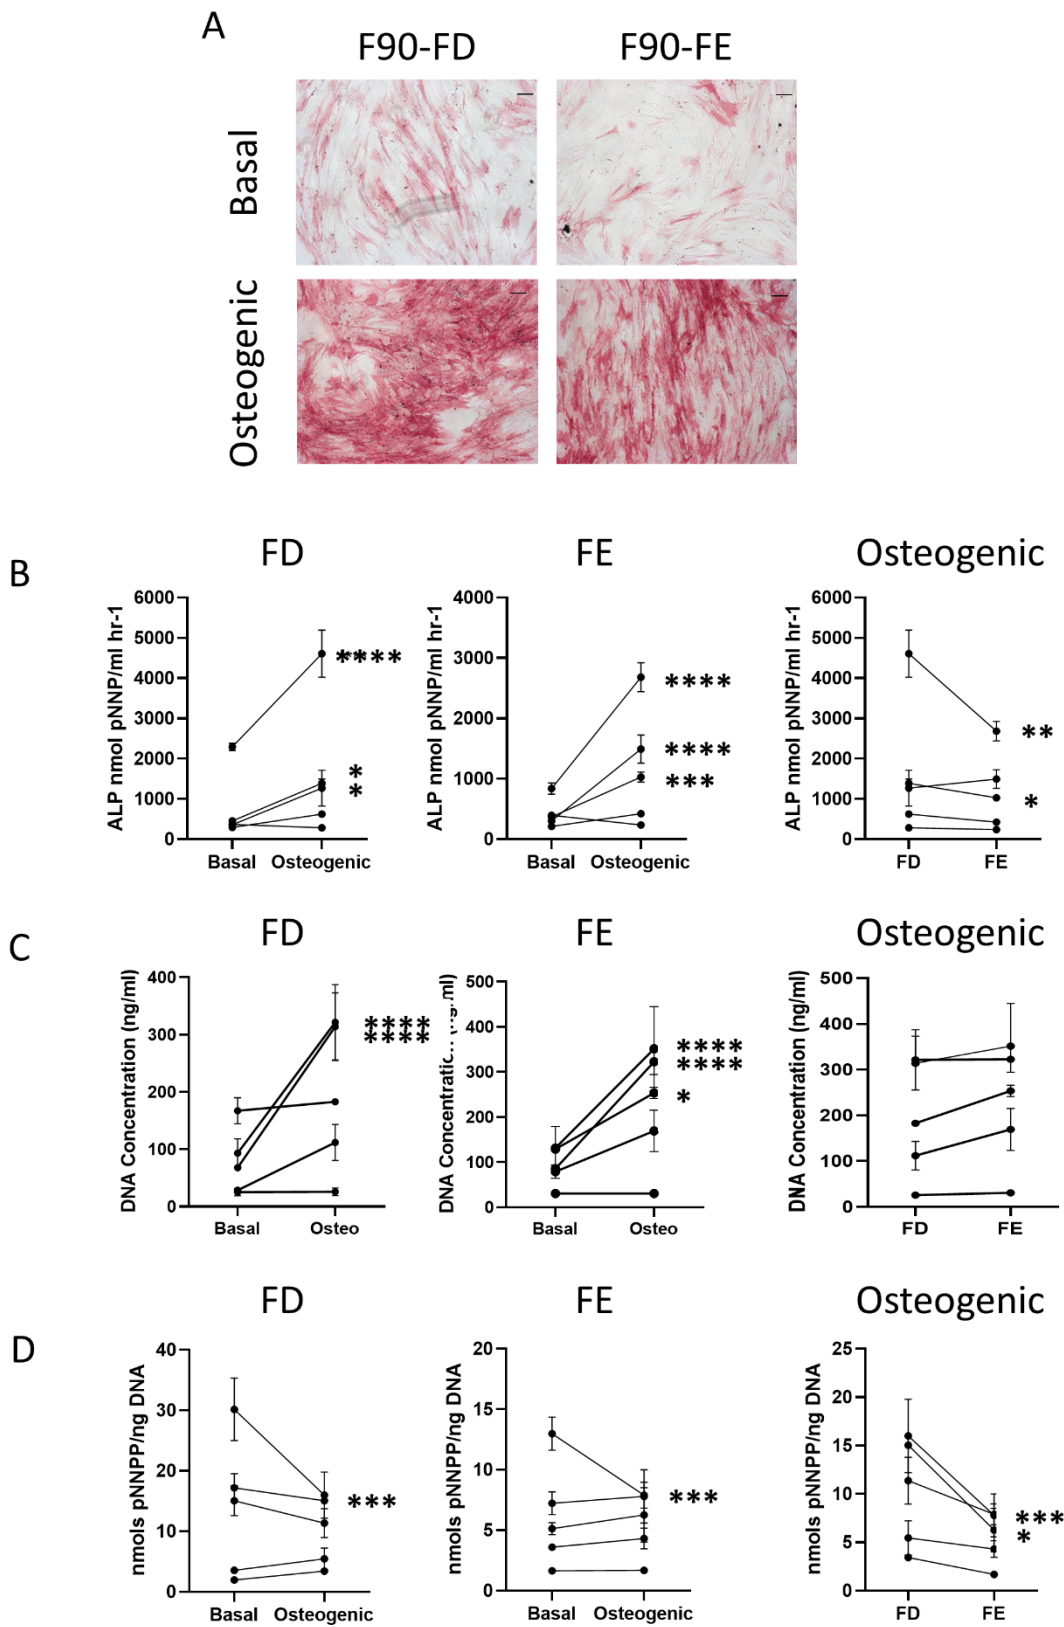 A
F90-FD F90-FE
Basal
Osteogenic
B
FD FE Osteogenic
ALP nmol pNNP/ml hr-1
6000
5000
4000
3000
2000
1000
0
****
*
*
Basal Osteogenic
ALP nmol pNNP/ml hr-1
4000
3000
2000
1000
0
****
****
***
Basal Osteogenic
ALP nmol pNNP/ml hr-1
6000
5000
4000
3000
2000
1000
0
**
*
FD FE
C
FD FE Osteogenic
DNA Concentration (ng/ml)
400
300
200
100
0
****
****
Basal Osteo
DNA Concentration (ng/ml)
500
400
300
200
100
0
****
****
*
Basal Osteo
DNA Concentration (ng/ml)
500
400
300
200
100
0
FD FE
D
FD FE Osteogenic
nmols pNNPP/ng DNA
40
30
20
10
0
***
Basal Osteogenic
nmols pNNPP/ng DNA
20
15
10
5
0
***
Basal Osteogenic
nmols pNNPP/ng DNA
25
20
15
10
5
0
***
*
FD FE